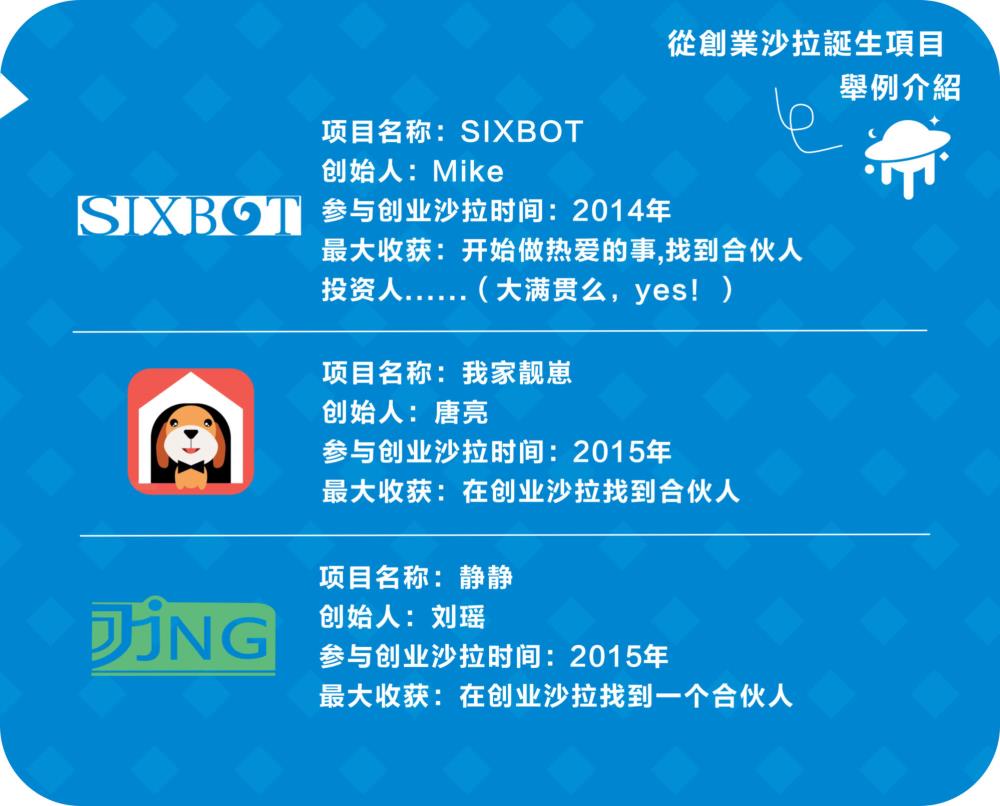 從創業沙拉誕生項目
舉例介紹
SIXBOT
项目名称：SIXBOT
创始人：Mike
参与创业沙拉时间：2014年
最大收获：开始做热爱的事,找到合伙人
投资人......（大满贯么，yes！）
项目名称：我家靓崽
创始人：唐亮
参与创业沙拉时间：2015年
最大收获：在创业沙拉找到合伙人
JjNG
项目名称：静静
创始人：刘瑶
参与创业沙拉时间：2015年
最大收获：在创业沙拉找到一个合伙人